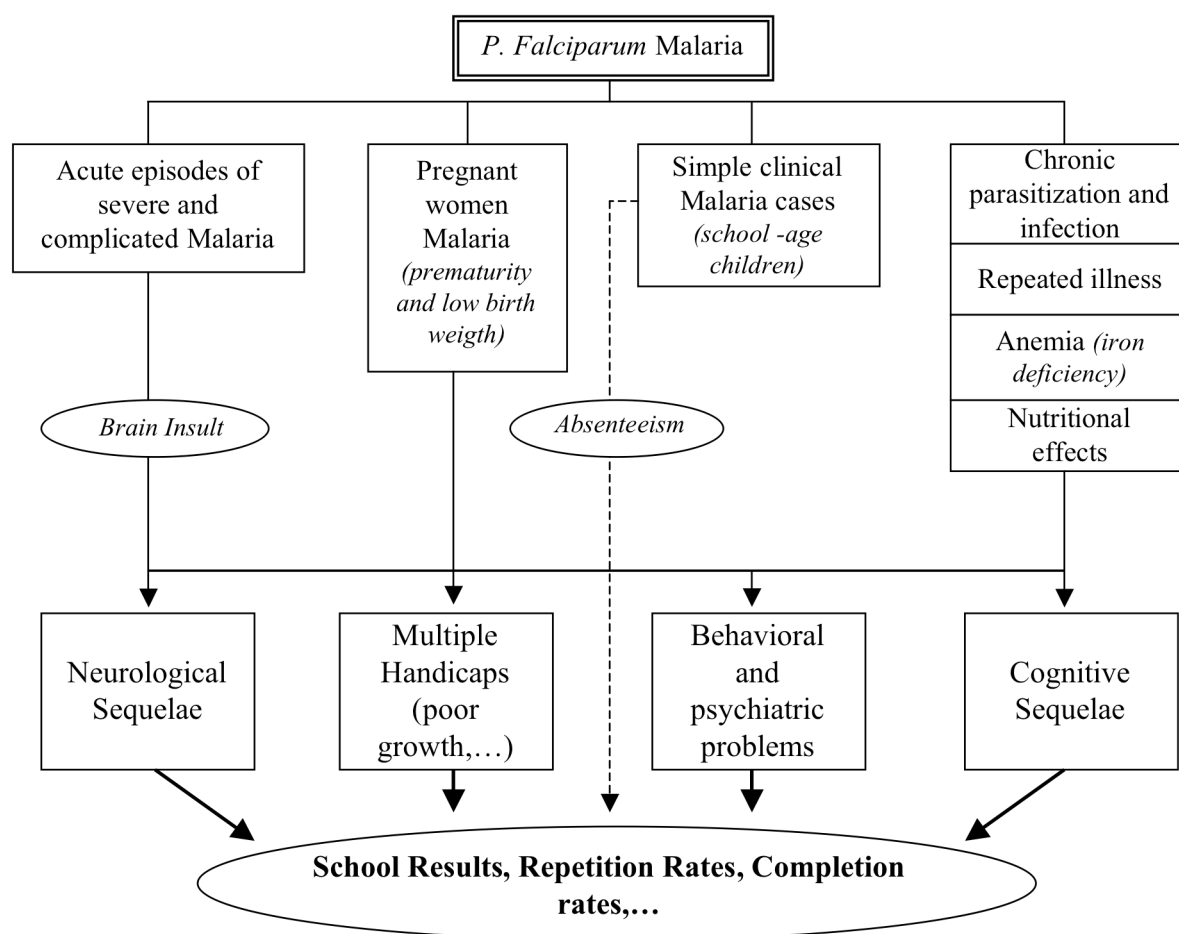 P. Falciparum Malaria
Acute episodes of
severe and
complicated Malaria
Pregnant
women
Malaria
(prematurity
and low birth
weigth)
Simple clinical
Malaria cases
(school -age
children)
Chronic
parasitization and
infection
Repeated illness
Anemia (iron
deficiency)
Nutritional
effects
Brain Insult
Absenteeism
Neurological
Sequelae
Multiple
Handicaps
(poor
growth,…)
Behavioral
and
psychiatric
problems
Cognitive
Sequelae
School Results, Repetition Rates, Completion
rates,…